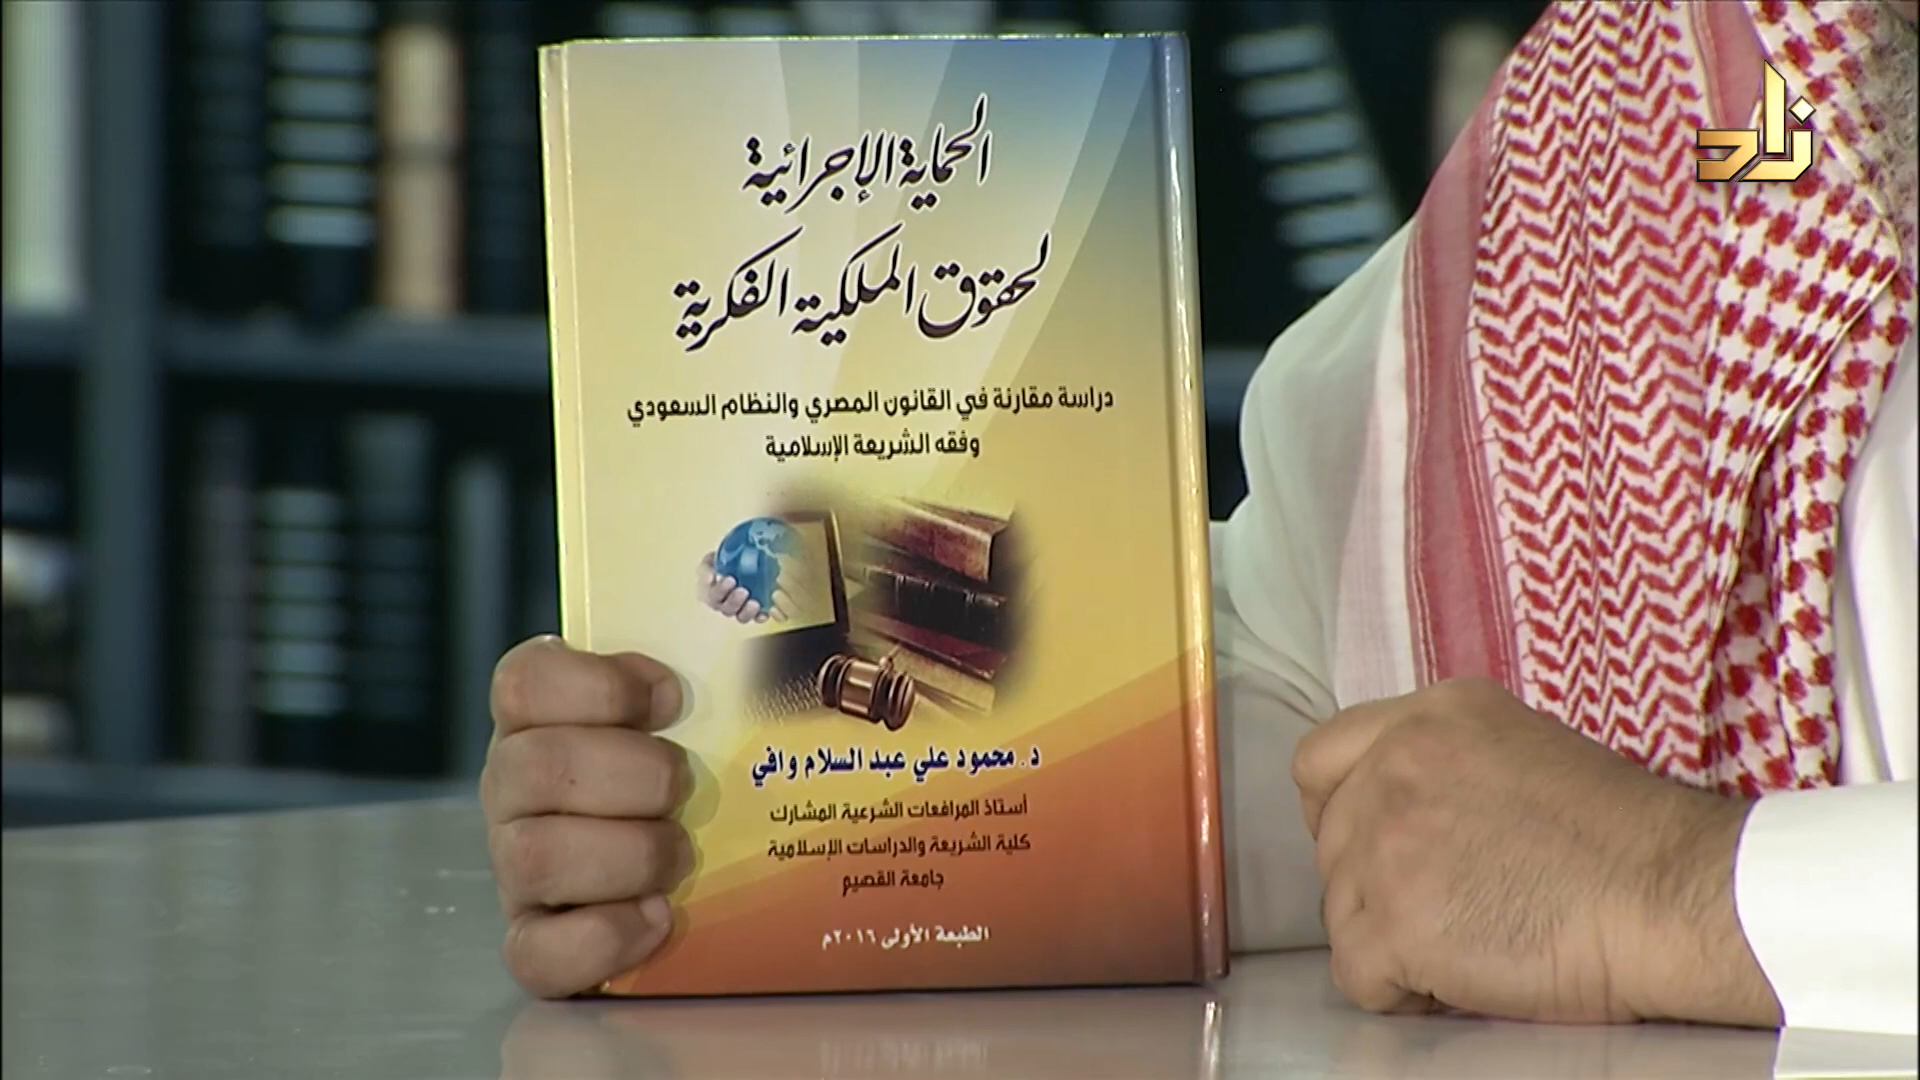 زاد
الحماية الإجرائية
لحقوق الملكية الفكرية
دراسة مقارنة في القانون المصري والنظام السعودي
وفقه الشريعة الإسلامية
د. محمود علي عبد السلام وافي
أستاذ المرافعات الشرعية المشارك
كلية الشريعة والدراسات الإسلامية
جامعة القصيم
الطبعة الأولى ٢٠١٦م